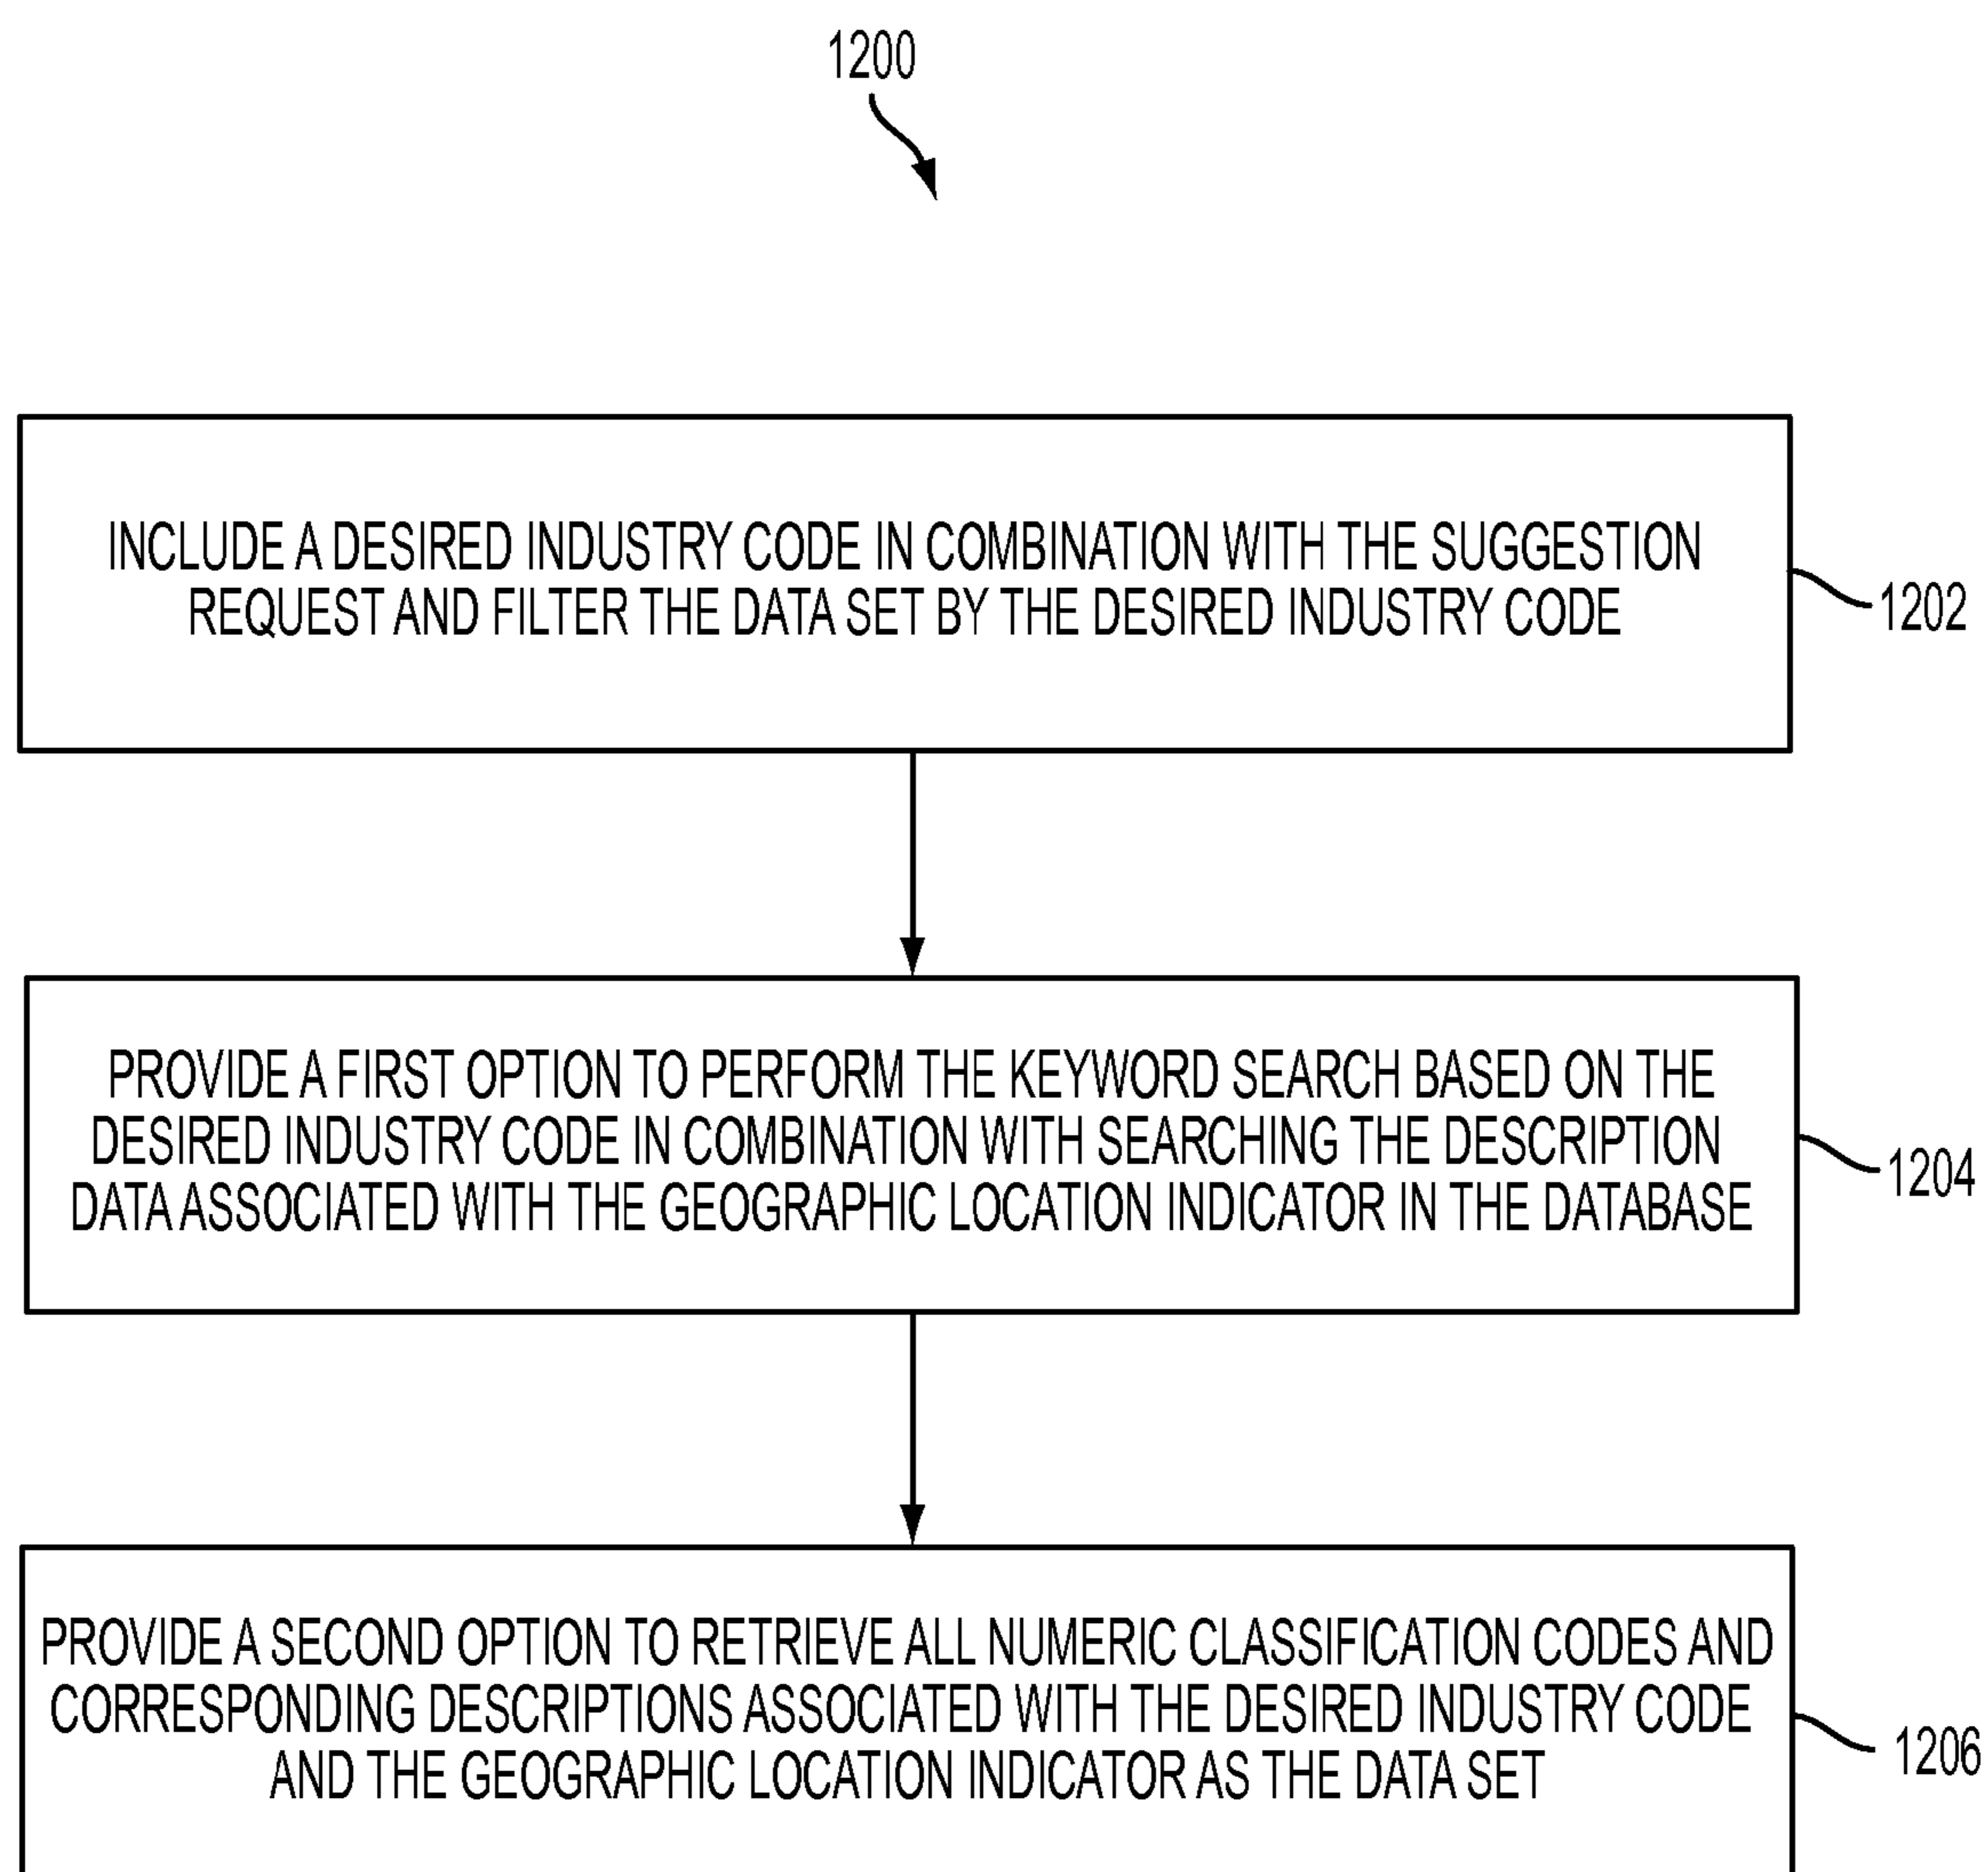 1200
INCLUDE A DESIRED INDUSTRY CODE IN COMBINATION WITH THE SUGGESTION
REQUEST AND FILTER THE DATA SET BY THE DESIRED INDUSTRY CODE
1202
PROVIDE A FIRST OPTION TO PERFORM THE KEYWORD SEARCH BASED ON THE
DESIRED INDUSTRY CODE IN COMBINATION WITH SEARCHING THE DESCRIPTION
DATA ASSOCIATED WITH THE GEOGRAPHIC LOCATION INDICATOR IN THE DATABASE
1204
PROVIDE A SECOND OPTION TO RETRIEVE ALL NUMERIC CLASSIFICATION CODES AND
CORRESPONDING DESCRIPTIONS ASSOCIATED WITH THE DESIRED INDUSTRY CODE
AND THE GEOGRAPHIC LOCATION INDICATOR AS THE DATA SET
1206